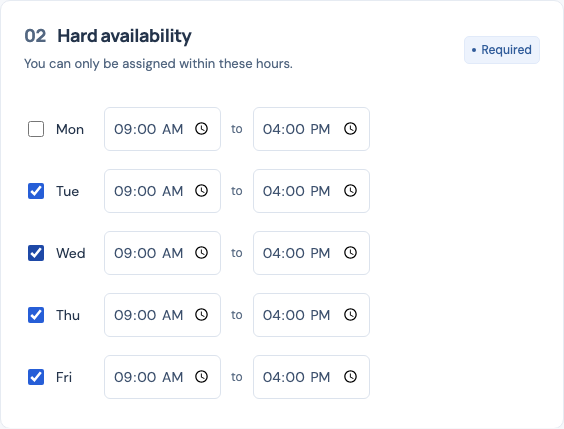 02 Hard availability
You can only be assigned within these hours.
Required
Mon 09:00 AM to 04:00 PM
Tue 09:00 AM to 04:00 PM
Wed 09:00 AM to 04:00 PM
Thu 09:00 AM to 04:00 PM
Fri 09:00 AM to 04:00 PM